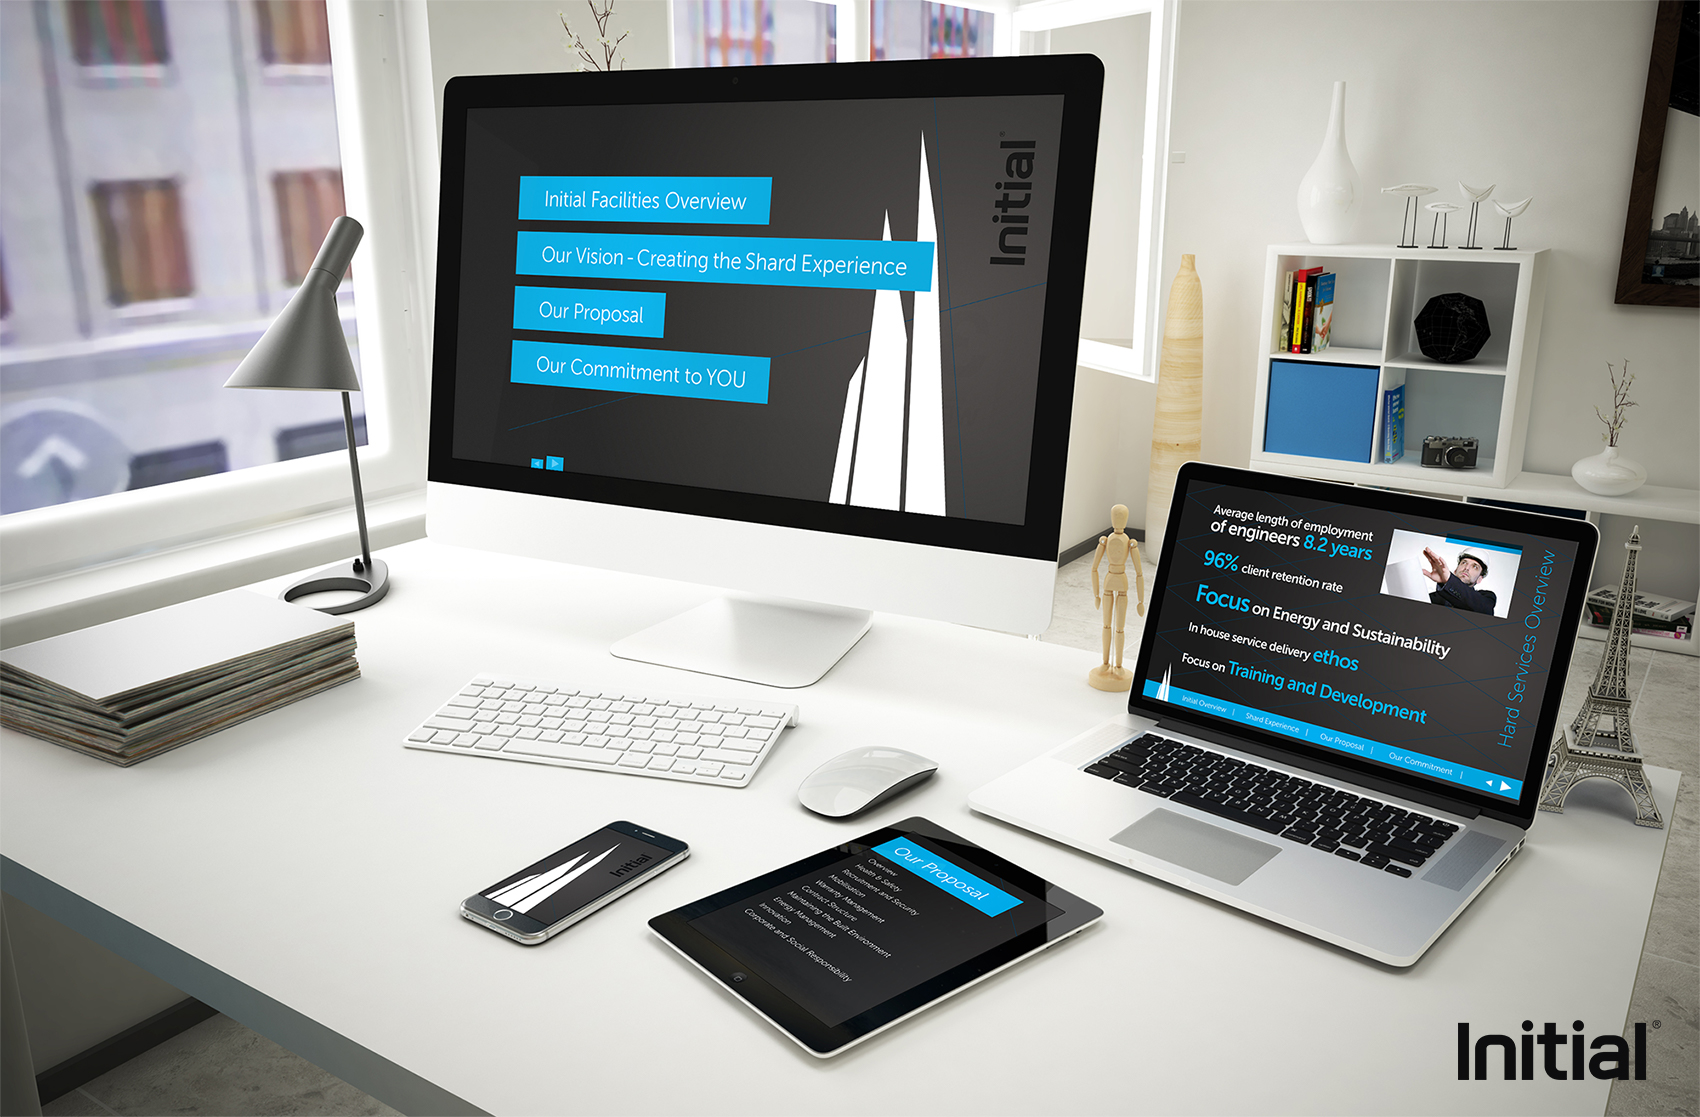 Initial Facilities Overview
Our Vision - Creating the Shard Experience
Our Proposal
Our Commitment to YOU
Initial®
Average length of employment
of engineers 8.2 years
96% client retention rate
Focus on Energy and Sustainability
In house service delivery ethos
Focus on Training and Development
Hard Services Overview
Initial Overview |
Shard Experience |
Our Proposal |
Our Commitment |
Initial
Our Proposal
Overview
Health & Safety
Recruitment and Security
Mobilisation
Warranty Management
Contract Structure
Maintaining the Built Environment
Energy Management
Innovation
Corporate and Social Responsibility
Initial®